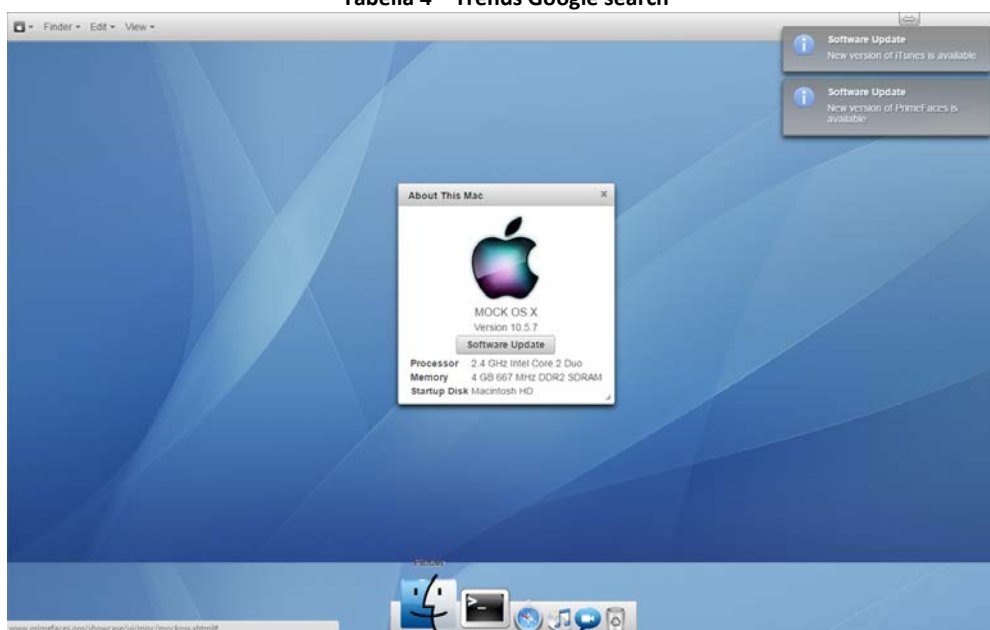 Tabella 4 – Trends Google search
Finder Edit View
Software Update
New version of iTunes is available
Software Update
New version of PrimeFaces is
available
About This Mac
MOCK OS X
Version 10.5.7
Software Update
Processor 2.4 GHz Intel Core 2 Duo
Memory 4 GB 667 MHz DDR2 SDRAM
Startup Disk Macintosh HD